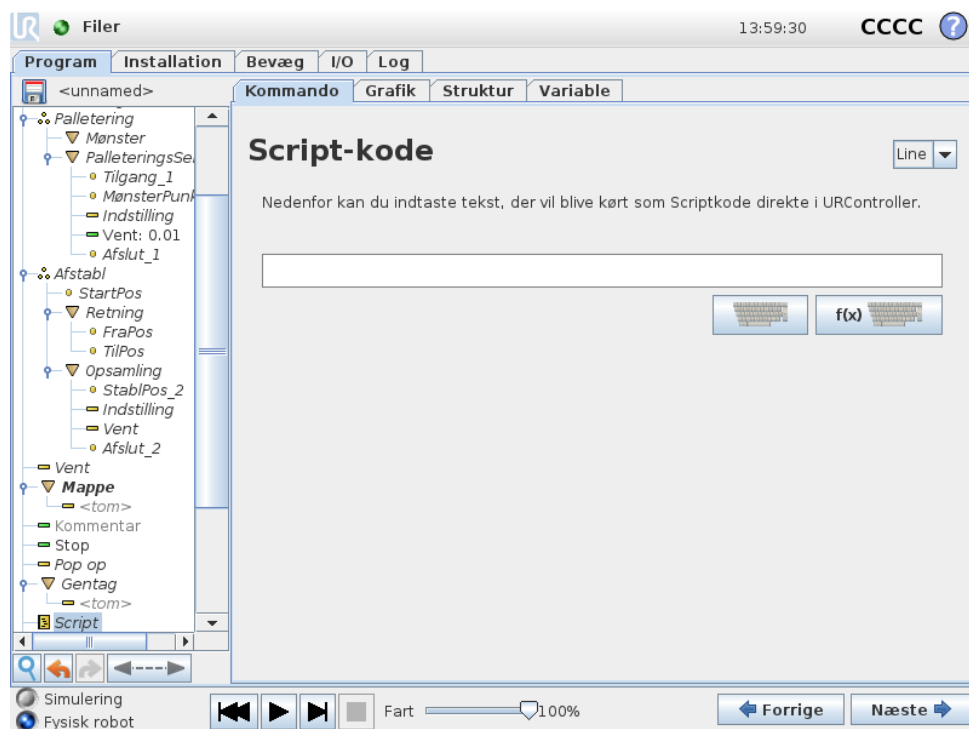 UR Filer 13:59:30 CCCC ?
Program Installation Bevæg I/O Log
<unnamed> Kommando Grafik Struktur Variable
Palletering
Mønster
PalleteringsSe
Tilgang_1
MønsterPunk
Indstilling
Vent: 0.01
Afslut_1
Afstabl
StartPos
Retning
FraPos
TilPos
Opsamling
StablPos_2
Indstilling
Vent
Afslut_2
Vent
Mappe
<tom>
Kommentar
Stop
Pop op
Gentag
<tom>
Script
Script-kode
Line
Nedenfor kan du indtaste tekst, der vil blive kørt som Scriptkode direkte i URController.
f(x)
Simulering
Fysisk robot
Fart 100%
Forrige Næste